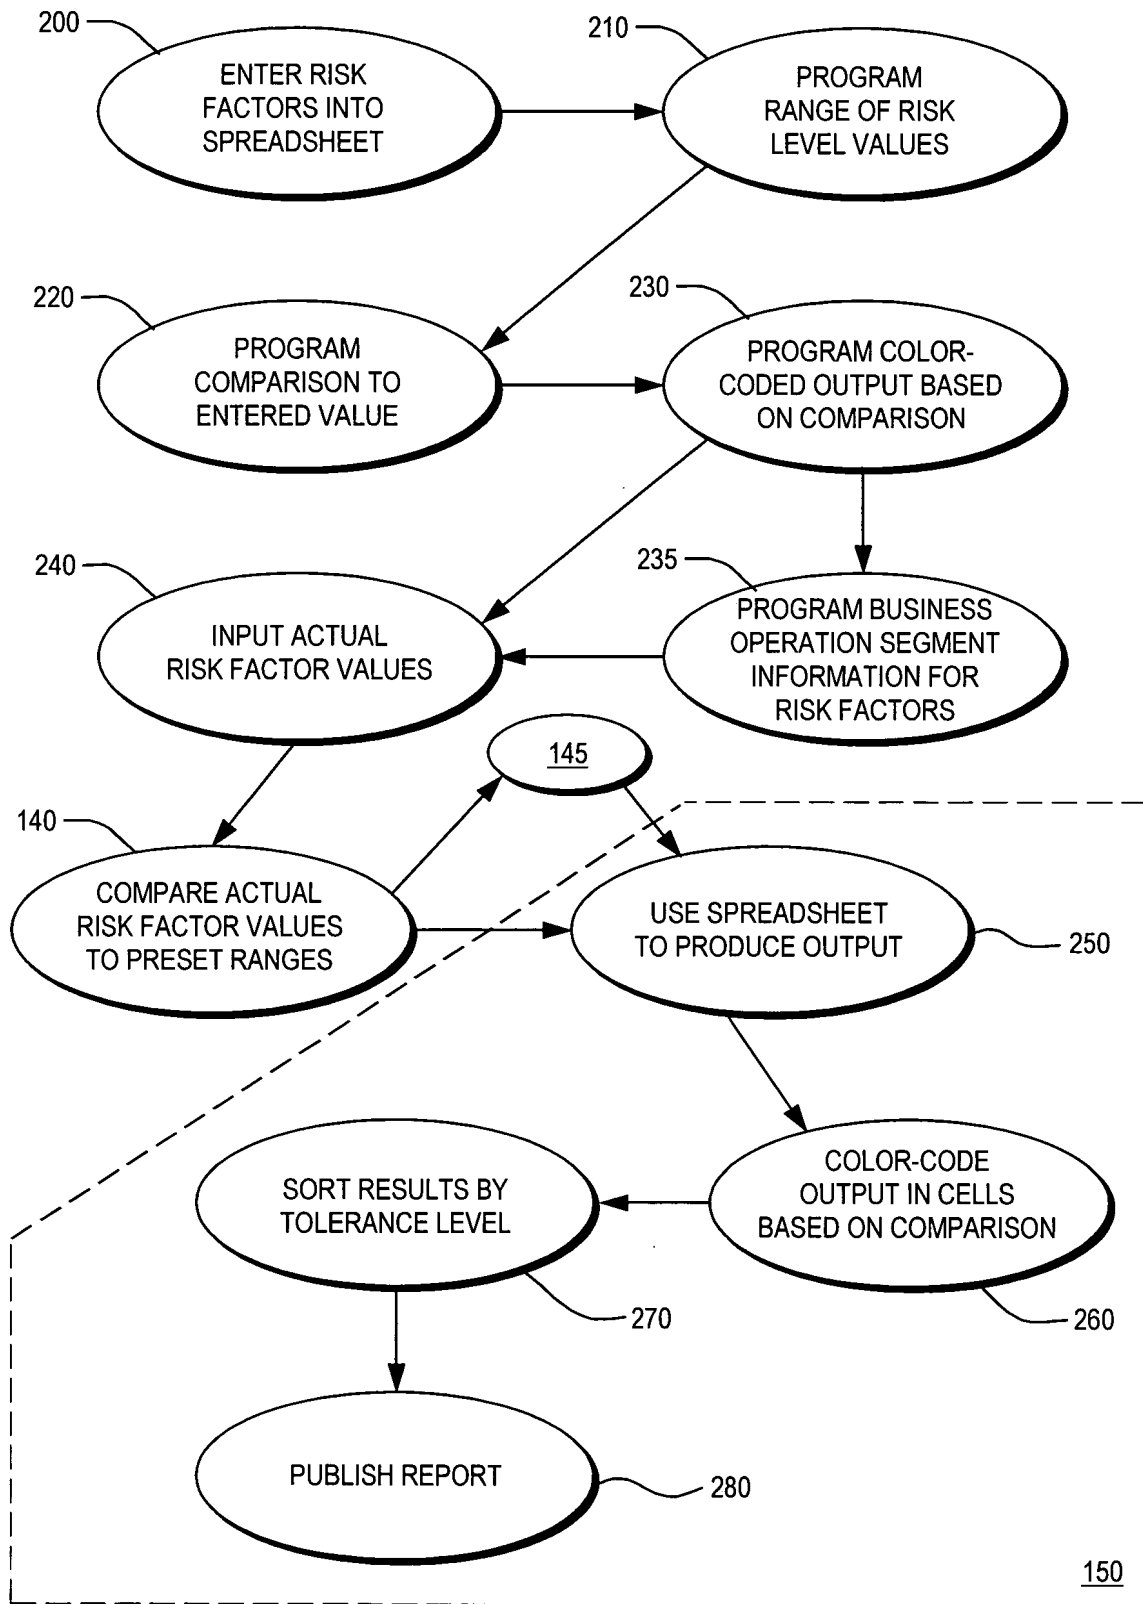 200
ENTER RISK
FACTORS INTO
SPREADSHEET
210
PROGRAM
RANGE OF RISK
LEVEL VALUES
220
PROGRAM
COMPARISON TO
ENTERED VALUE
230
PROGRAM COLOR-
CODED OUTPUT BASED
ON COMPARISON
240
INPUT ACTUAL
RISK FACTOR VALUES
235
PROGRAM BUSINESS
OPERATION SEGMENT
INFORMATION FOR
RISK FACTORS
145
140
COMPARE ACTUAL
RISK FACTOR VALUES
TO PRESET RANGES
USE SPREADSHEET
TO PRODUCE OUTPUT
250
COLOR-CODE
OUTPUT IN CELLS
BASED ON COMPARISON
260
SORT RESULTS BY
TOLERANCE LEVEL
270
PUBLISH REPORT
280
150